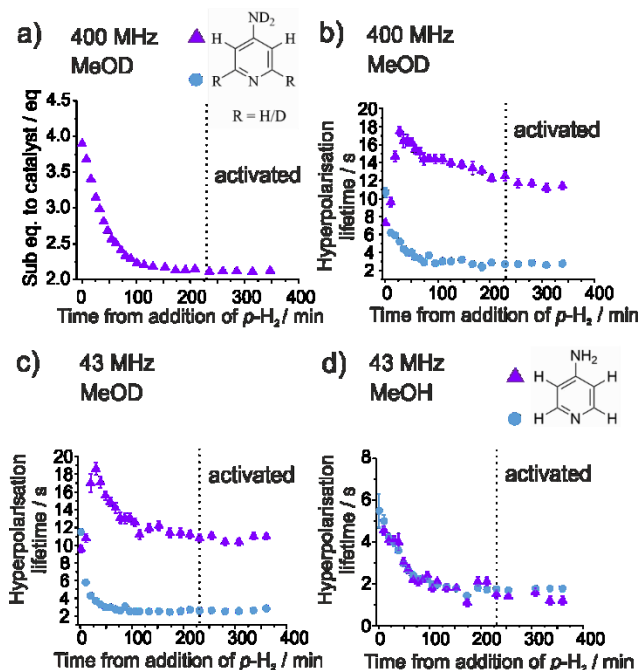 a) 400 MHz
MeOD
ND₂
H H
R N R
R = H/D
Sub eq. to catalyst / eq
4.5
4.0
3.5
3.0
2.5
2.0
activated
0 100 200 300 400
Time from addition of p-H₂ / min
b) 400 MHz
MeOD
Hyperpolarisation
lifetime / s
20
18
16
14
12
10
8
6
4
2
activated
0 100 200 300 400
Time from addition of p-H₂ / min
c) 43 MHz
MeOD
Hyperpolarisation
lifetime / s
20
18
16
14
12
10
8
6
4
2
activated
0 100 200 300 400
Time from addition of p-H₂ / min
d) 43 MHz
MeOH
NH₂
H H
H N H
Hyperpolarisation
lifetime / s
8
6
4
2
0
activated
0 100 200 300 400
Time from addition of p-H₂ / min